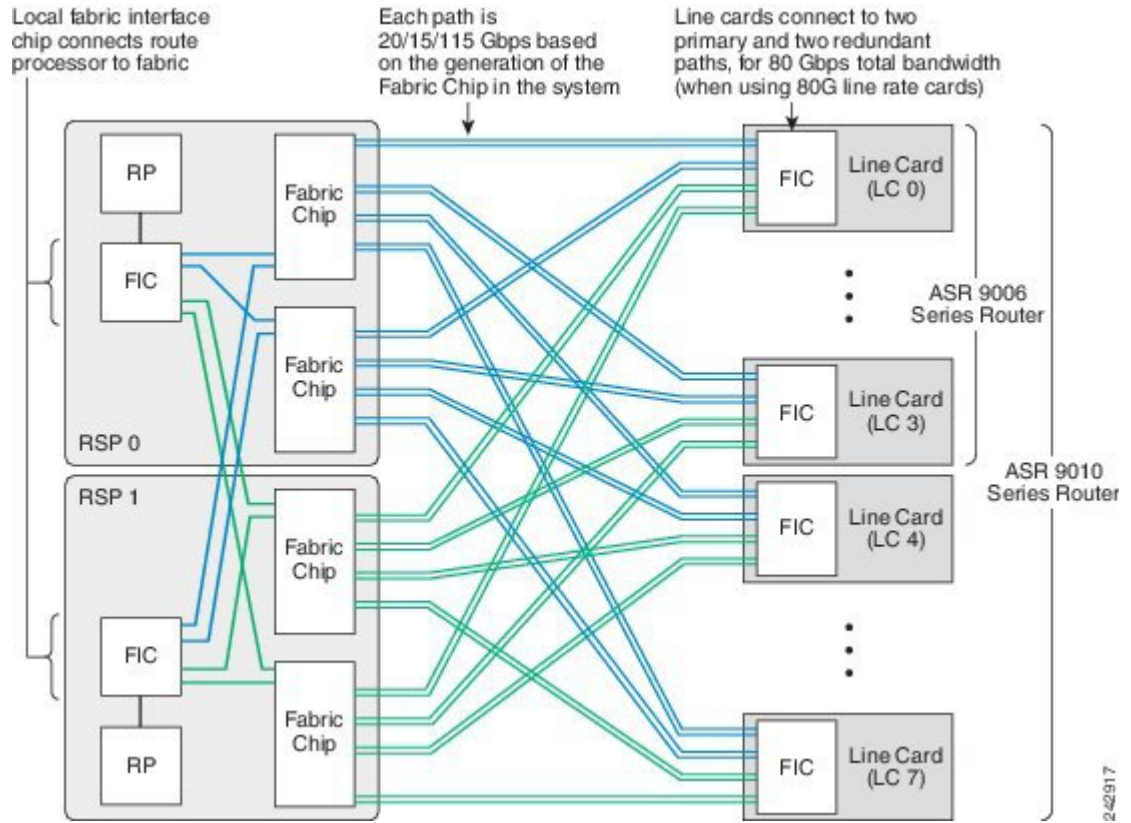 Local fabric interface
chip connects route
processor to fabric
Each path is
20/15/115 Gbps based
on the generation of the
Fabric Chip in the system
Line cards connect to two
primary and two redundant
paths, for 80 Gbps total bandwidth
(when using 80G line rate cards)
RP
FIC
Fabric
Chip
Fabric
Chip
RSP 0
RSP 1
Fabric
Chip
FIC
RP
Fabric
Chip
FIC
Line Card
(LC 0)
ASR 9006
Series Router
FIC
Line Card
(LC 3)
ASR 9010
Series Router
FIC
Line Card
(LC 4)
FIC
Line Card
(LC 7)
242917